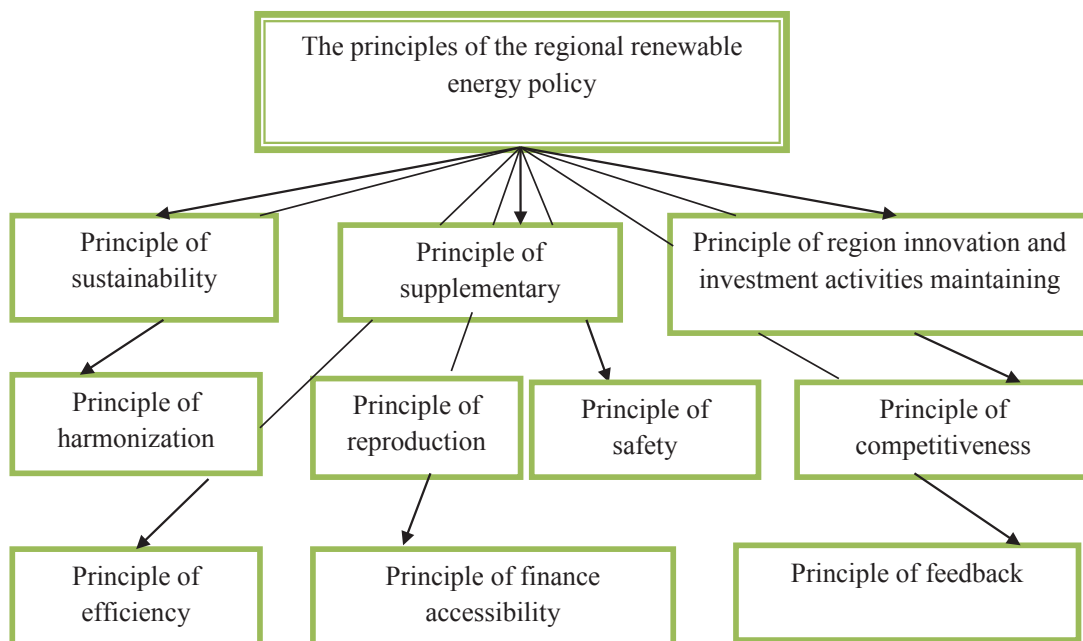 The principles of the regional renewable
energy policy
Principle of
sustainability
Principle of
supplementary
Principle of region innovation and
investment activities maintaining
Principle of
harmonization
Principle of
reproduction
Principle of
safety
Principle of
competitiveness
Principle of
efficiency
Principle of finance
accessibility
Principle of feedback